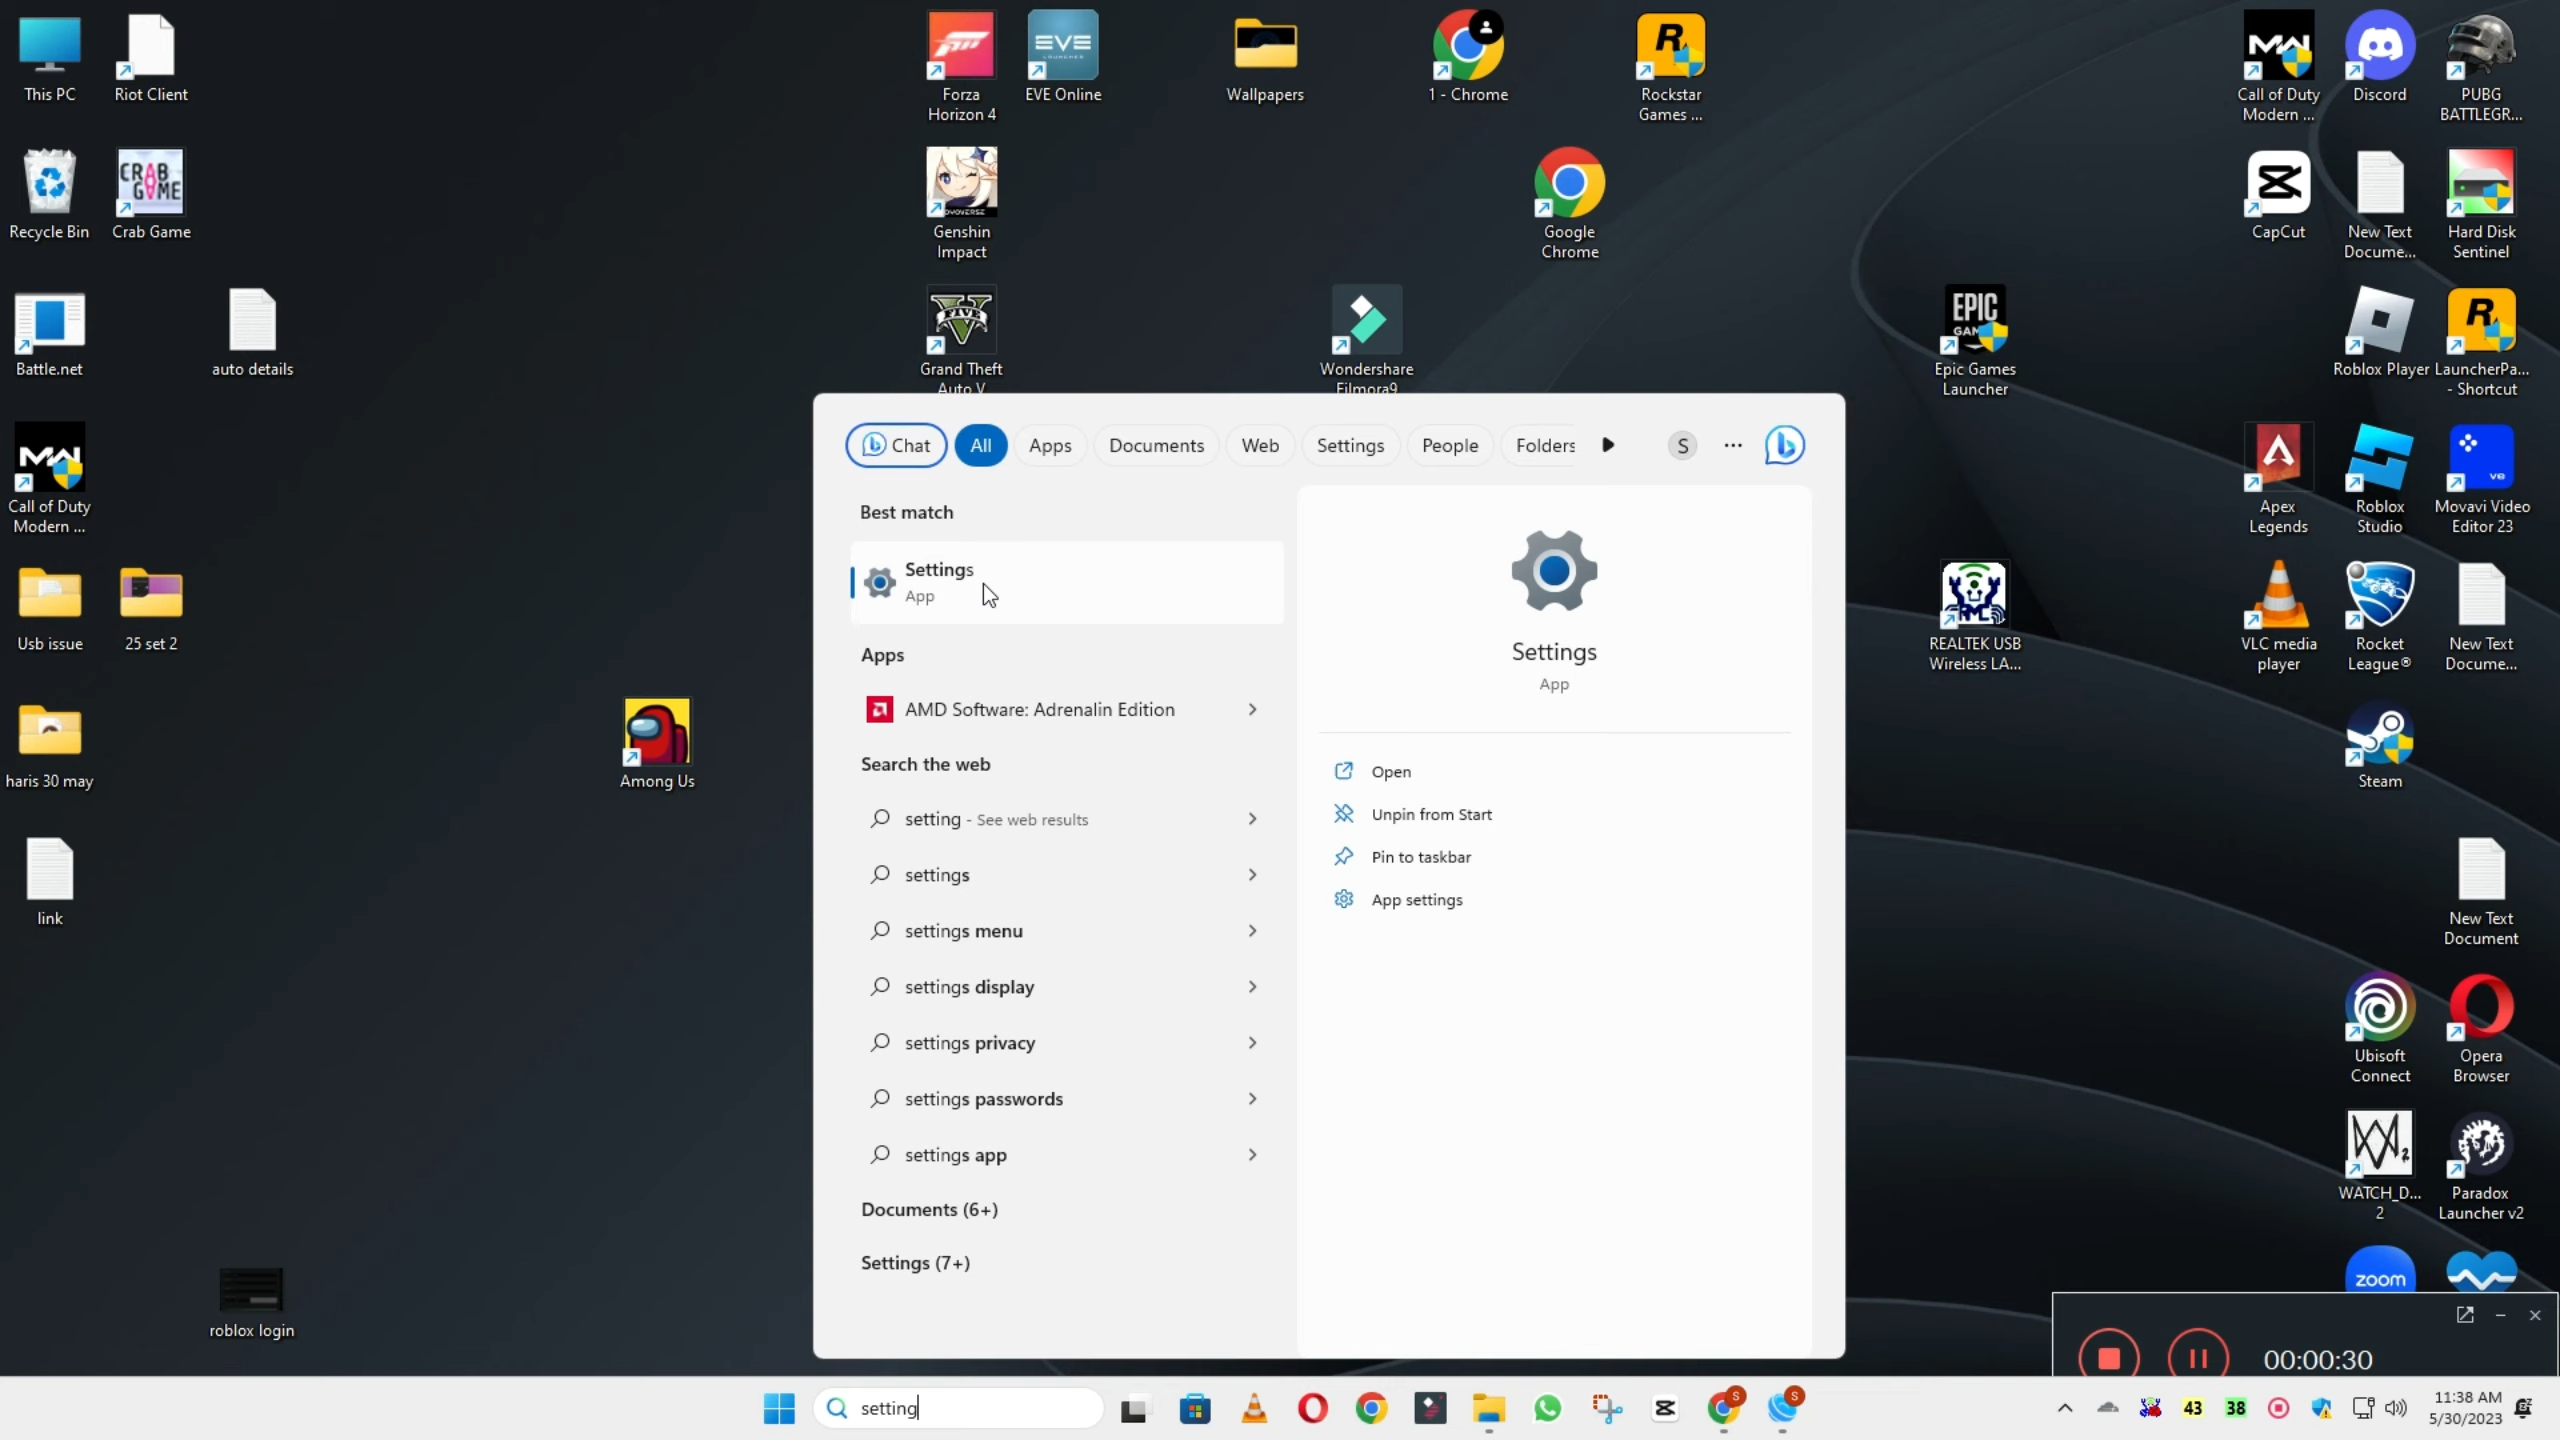 This PC
Riot Client
Forza
Horizon 4
EVE
LAUNCHER
EVE Online
Wallpapers
1 - Chrome
Rockstar
Games ...
Call of Duty
Modern ...
Discord
PUBG
BATTLEGR...
Recycle Bin
CRAB
GAME
Crab Game
Genshin
Impact
Google
Chrome
CapCut
New Text
Docume...
Hard Disk
Sentinel
Battle.net
auto details
FIVE
Grand Theft
Auto V
Wondershare
Filmora9
EPIC
GAMES
Epic Games
Launcher
Roblox Player
LauncherPa...
- Shortcut
Call of Duty
Modern ...
Chat
All
Apps
Documents
Web
Settings
People
Folders
S
Apex
Legends
Roblox
Studio
ve
Movavi Video
Editor 23
Best match
Settings
App
Settings
App
Usb issue
25 set 2
REALTEK USB
Wireless LA...
VLC media
player
Rocket
League®
New Text
Docume...
Apps
AMD Software: Adrenalin Edition
Search the web
setting - See web results
settings
settings menu
settings display
settings privacy
settings passwords
settings app
Documents (6+)
Settings (7+)
Open
Unpin from Start
Pin to taskbar
App settings
haris 30 may
Among Us
Steam
link
New Text
Document
Ubisoft
Connect
Opera
Browser
WATCH_D...
2
Paradox
Launcher v2
roblox login
zoom
00:00:30
setting
S
S
43
38
11:38 AM
5/30/2023